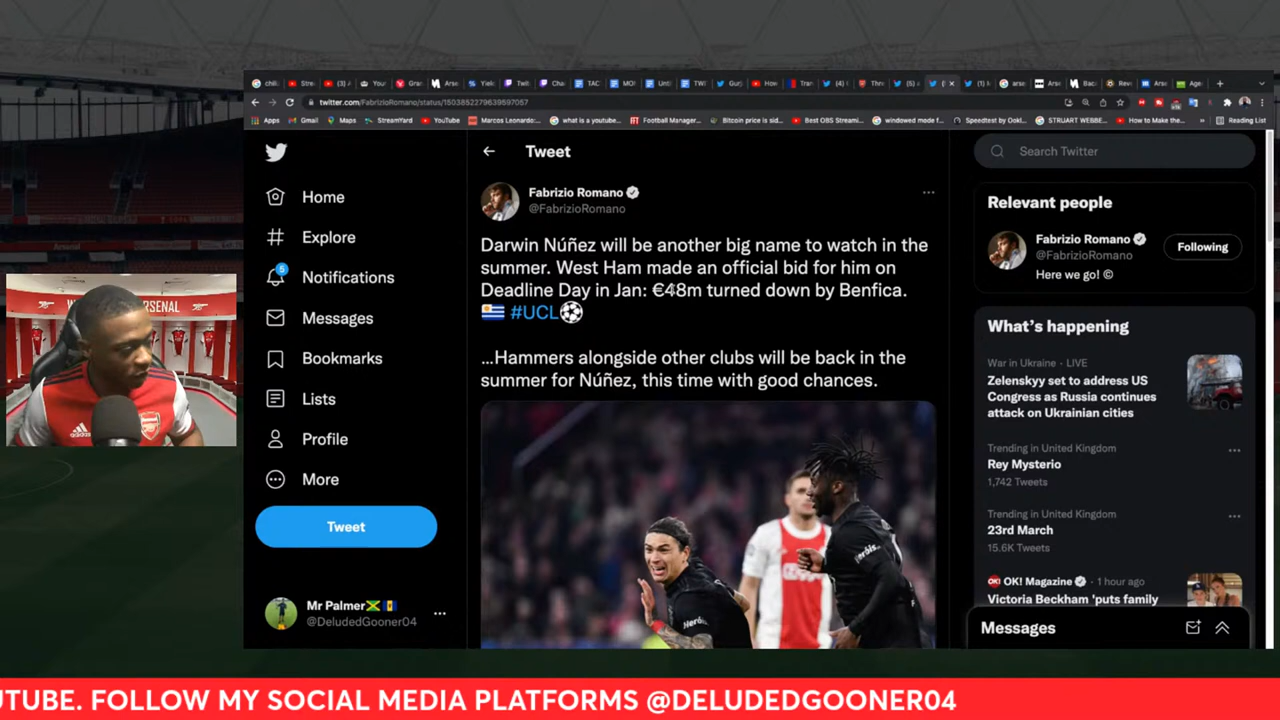 twitter.com/FabrizioRomano/status/1503852279639597057
Apps Gmail Maps StreamYard YouTube Marcos Leonardo:... what is a youtube... Football Manager... Bitcoin price is sid... Best OBS Streami... windowed mode f... Speedtest by Ookl... STRUART WEBBE... How to Make the... Reading List
Home
Explore
5
Notifications
Messages
Bookmarks
Lists
Profile
More
Tweet
Mr Palmer
@DeludedGooner04
Tweet
Fabrizio Romano
@FabrizioRomano
Darwin Núñez will be another big name to watch in the
summer. West Ham made an official bid for him on
Deadline Day in Jan: €48m turned down by Benfica.
#UCL
...Hammers alongside other clubs will be back in the
summer for Núñez, this time with good chances.
Search Twitter
Relevant people
Fabrizio Romano
@FabrizioRomano
Following
Here we go! ©
What's happening
War in Ukraine · LIVE
Zelenskyy set to address US
Congress as Russia continues
attack on Ukrainian cities
Trending in United Kingdom
Rey Mysterio
1,742 Tweets
Trending in United Kingdom
23rd March
15.6K Tweets
OK! OK! Magazine · 1 hour ago
Victoria Beckham 'puts family
Messages
UTUBE. FOLLOW MY SOCIAL MEDIA PLATFORMS @DELUDEDGOONER04